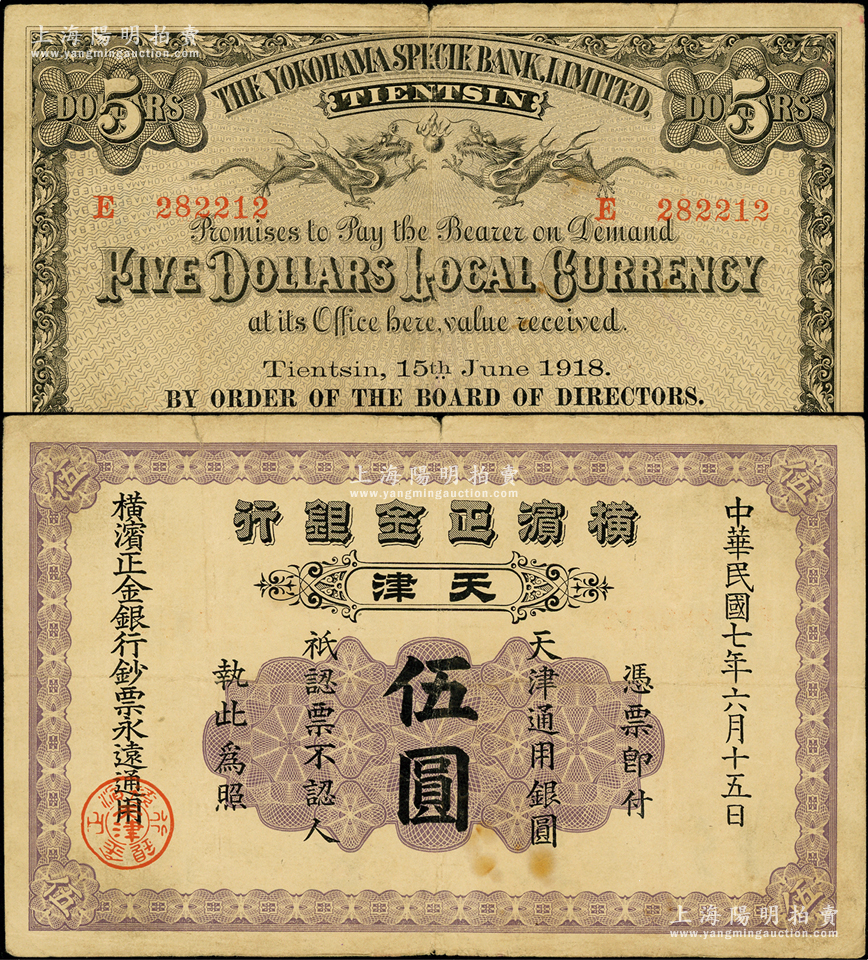 上海陽明拍賣
www.yangmingauction.com
THE YOKOHAMA SPECIE BANK, LIMITED,
TIENTSIN
DO 5 RS
DO 5 RS
E 282212
E 282212
Promises to Pay the Bearer on Demand
FIVE DOLLARS LOCAL CURRENCY
at its Office here, value received.
Tientsin, 15th June 1918.
BY ORDER OF THE BOARD OF DIRECTORS.
上海陽明拍賣
www.yangmingauction.com
伍
伍
橫濱正金銀行
天津
中華民國七年六月十五日
憑票即付
天津通用銀圓
伍圓
祇認票不認人
執此為照
橫濱正金銀行鈔票永遠通用
伍
伍
上海陽明拍賣
www.yangmingauction.com